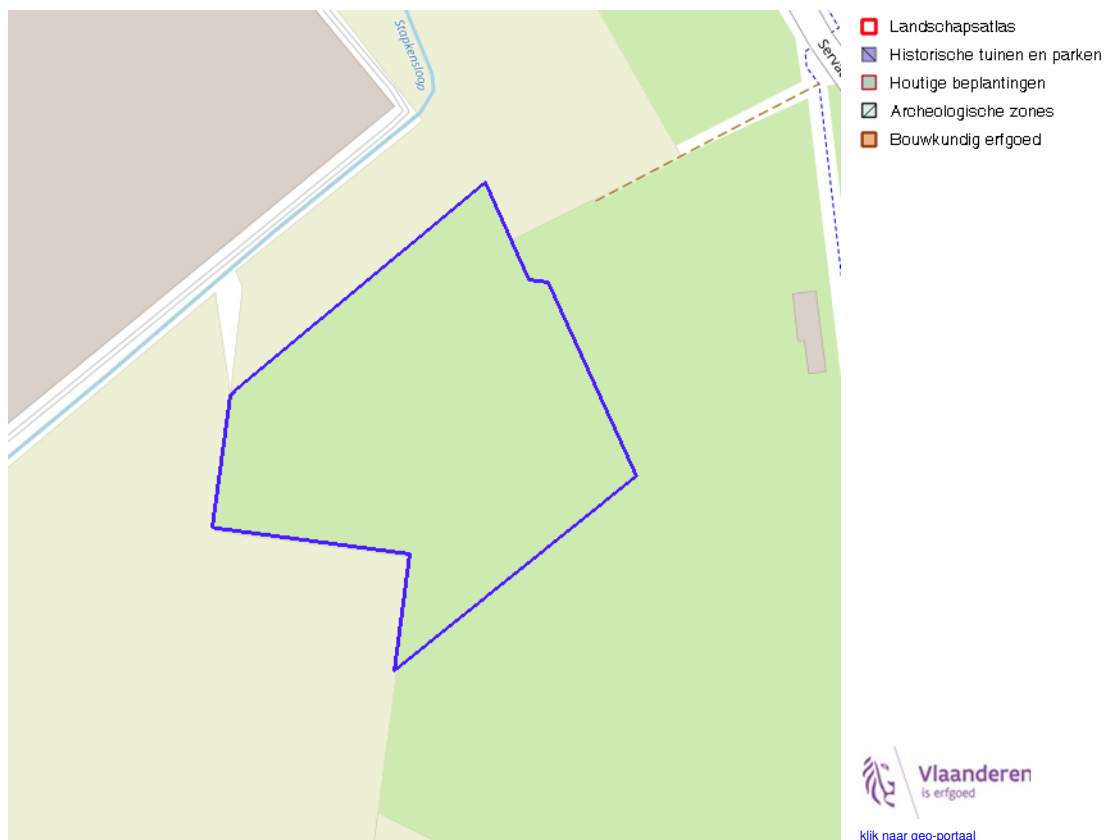 Stapkensloop
Landschapsatlas
Historische tuinen en parken
Houtige beplantingen
Archeologische zones
Bouwkundig erfgoed
Vlaanderen
is erfgoed
klik naar geo-portaal